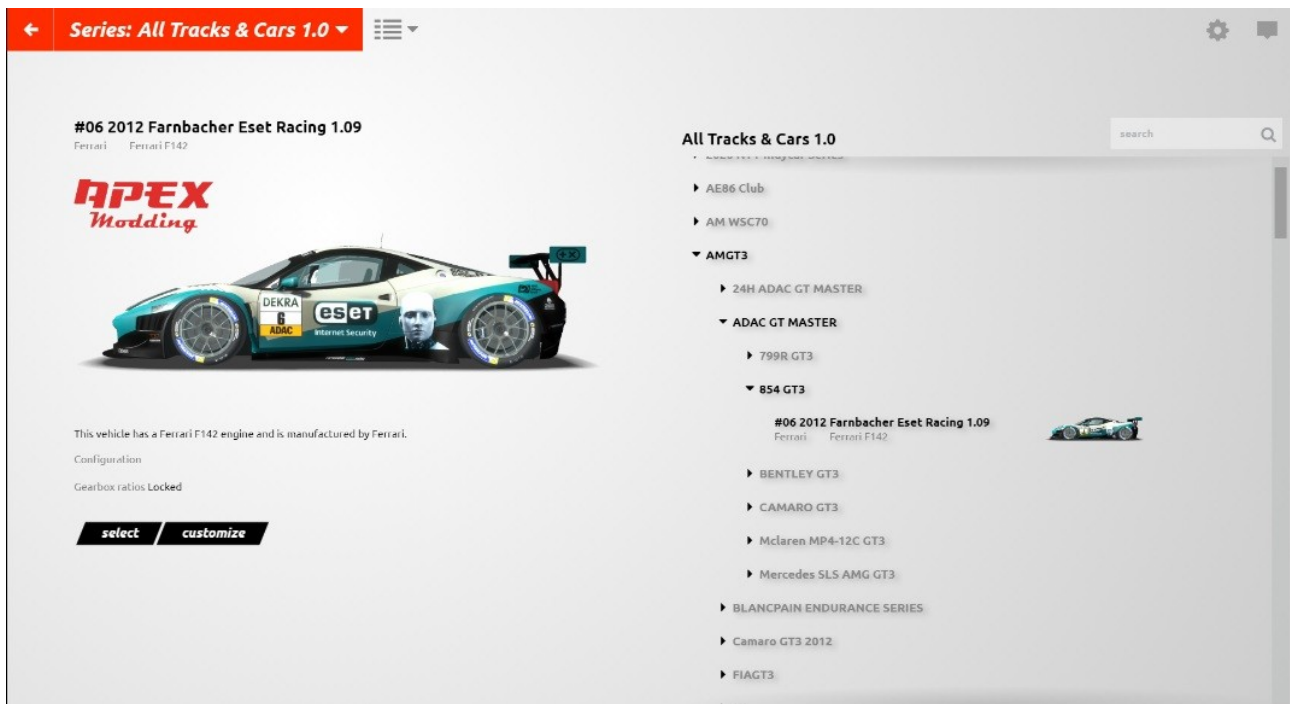 Series: All Tracks & Cars 1.0
#06 2012 Farnbacher Eset Racing 1.09
Ferrari Ferrari F142
APEX
Modding
DEKRA
6
ADAC
eset
Internet Security
This vehicle has a Ferrari F142 engine and is manufactured by Ferrari.
Configuration
Gearbox ratios Locked
select customize
All Tracks & Cars 1.0
search
AE86 Club
AM WSC70
AMGT3
24H ADAC GT MASTER
ADAC GT MASTER
799R GT3
854 GT3
#06 2012 Farnbacher Eset Racing 1.09
Ferrari Ferrari F142
BENTLEY GT3
CAMARO GT3
Mclaren MP4-12C GT3
Mercedes SLS AMG GT3
BLANCPAIN ENDURANCE SERIES
Camaro GT3 2012
FIAGT3